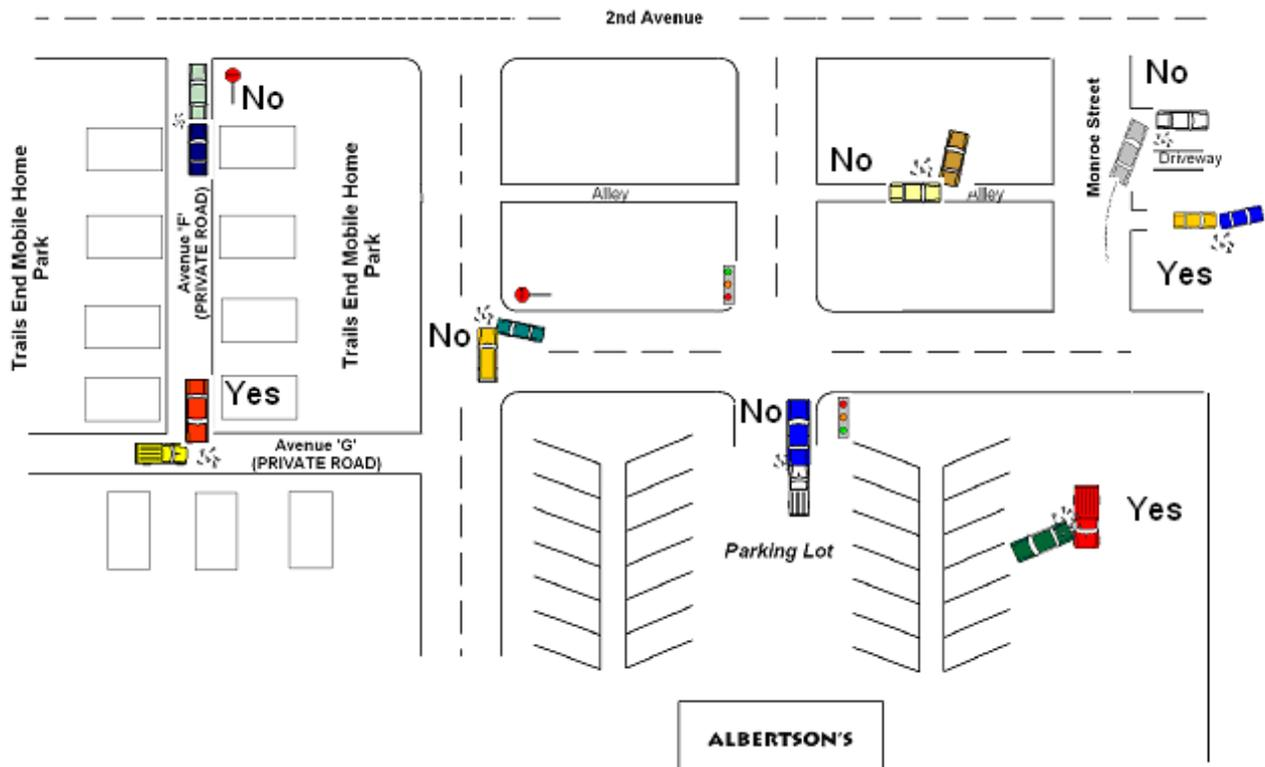 2nd Avenue
No
No
Monroe Street
Driveway
Trails End Mobile Home
Park
Avenue 'F'
(PRIVATE ROAD)
Trails End Mobile Home
Park
Alley
No
Alley
Yes
No
Yes
No
Avenue 'G'
(PRIVATE ROAD)
Yes
Parking Lot
ALBERTSON'S